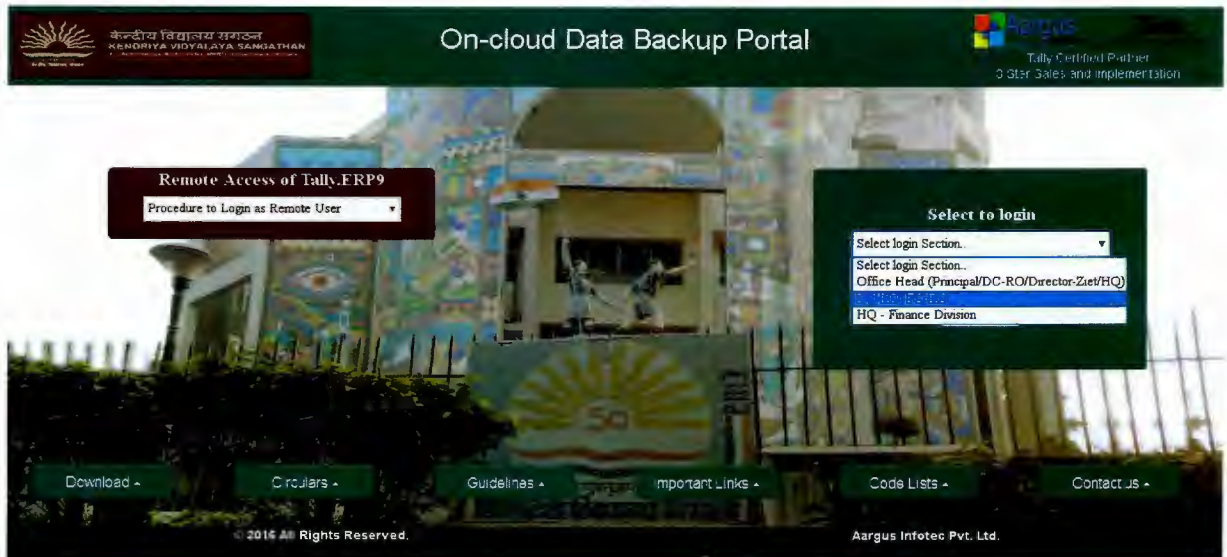 केन्द्रीय विद्यालय संगठन
KENDRIYA VIDYALAYA SANGATHAN
On-cloud Data Backup Portal
Aargus
Tally Certified Partner
3 Star Sales and Implementation
Remote Access of Tally.ERP9
Procedure to Login as Remote User
Select to login
Select login Section..
Select login Section..
Office Head (Principal/DC-RO/Director-Ziet/HQ)
HQ - Finance Division
50
Download
Circulars
Guidelines
Important Links
Code Lists
Contact us
© 2016 All Rights Reserved.
Aargus Infotec Pvt. Ltd.